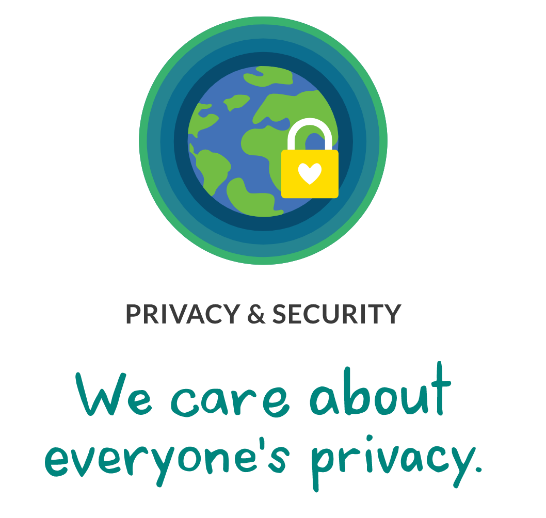 PRIVACY & SECURITY
We care about
everyone's privacy.